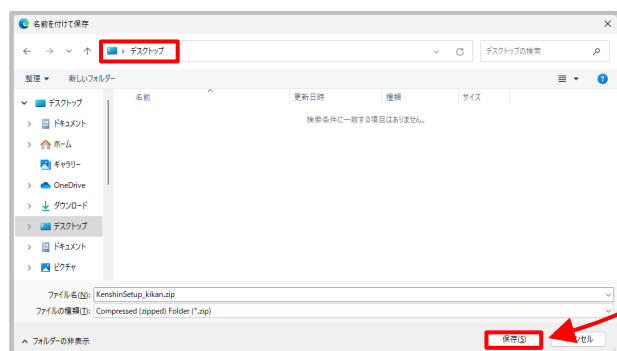 名前を付けて保存
デスクトップ
デスクトップの検索
整理 新しいフォルダー
名前 更新日時 種類 サイズ
検索条件に一致する項目はありません。
デスクトップ
ドキュメント
ホーム
ギャラリー
OneDrive
ダウンロード
デスクトップ
ドキュメント
ピクチャ
ファイル名(N): KenshinSetup_kikan.zip
ファイルの種類(T): Compressed (zipped) Folder (*.zip)
フォルダーの非表示
保存(S)